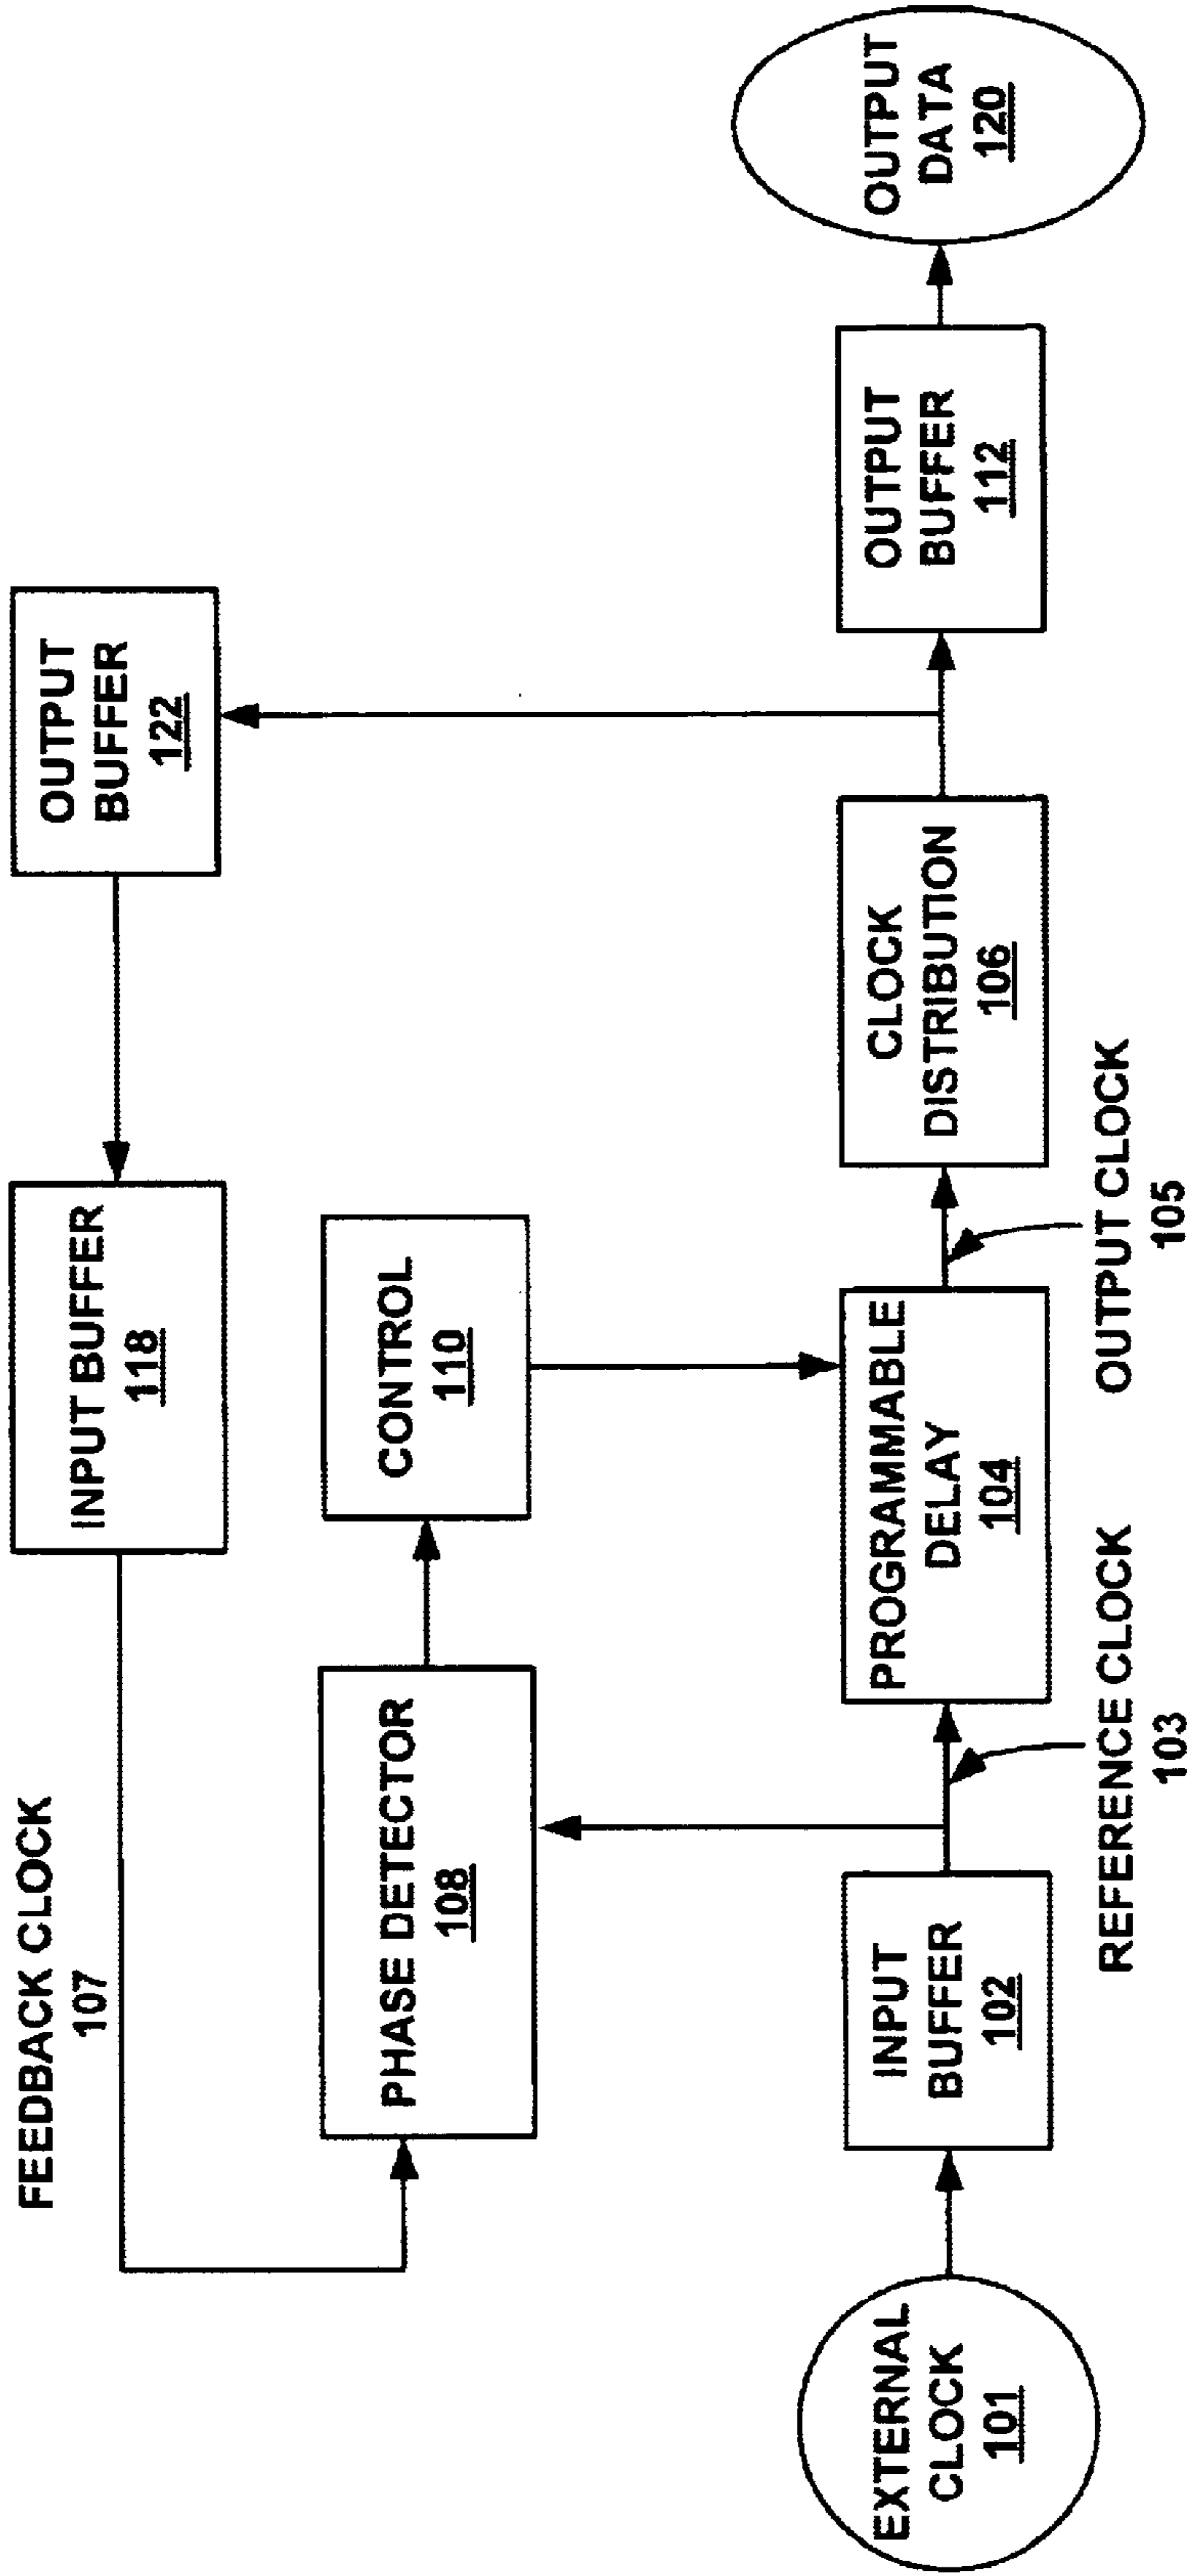 FEEDBACK CLOCK
107
INPUT BUFFER
118
OUTPUT
BUFFER
122
PHASE DETECTOR
108
CONTROL
110
EXTERNAL
CLOCK
101
INPUT
BUFFER
102
PROGRAMMABLE
DELAY
104
CLOCK
DISTRIBUTION
106
OUTPUT
BUFFER
112
OUTPUT
DATA
120
REFERENCE CLOCK
103
OUTPUT CLOCK
105